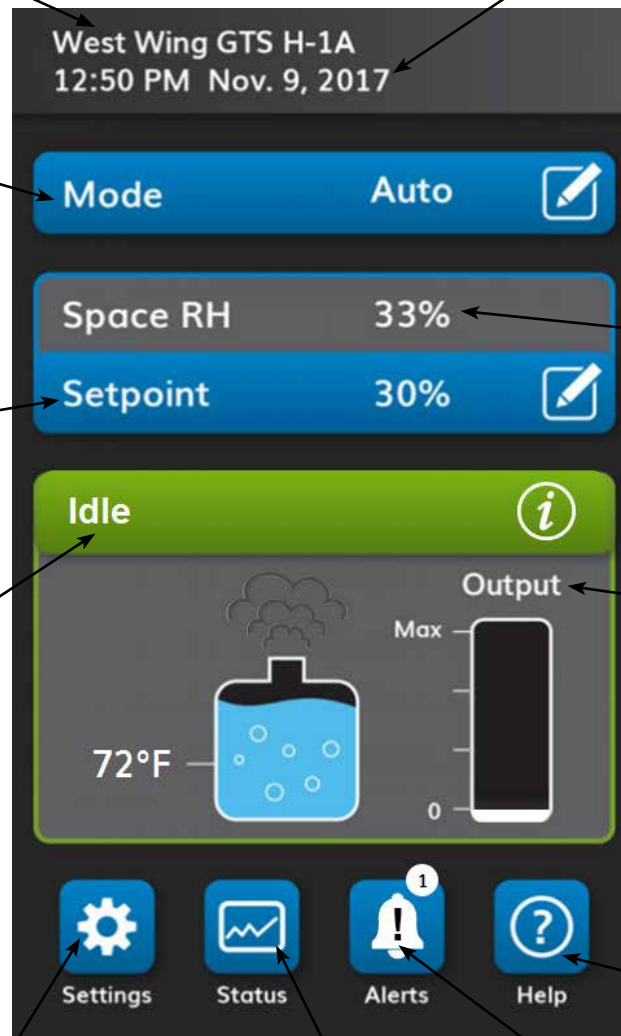 West Wing GTS H-1A
12:50 PM Nov. 9, 2017
Mode Auto
Space RH 33%
Setpoint 30%
Idle i
Output
Max
72°F
0
1
!
?
Settings Status Alerts Help